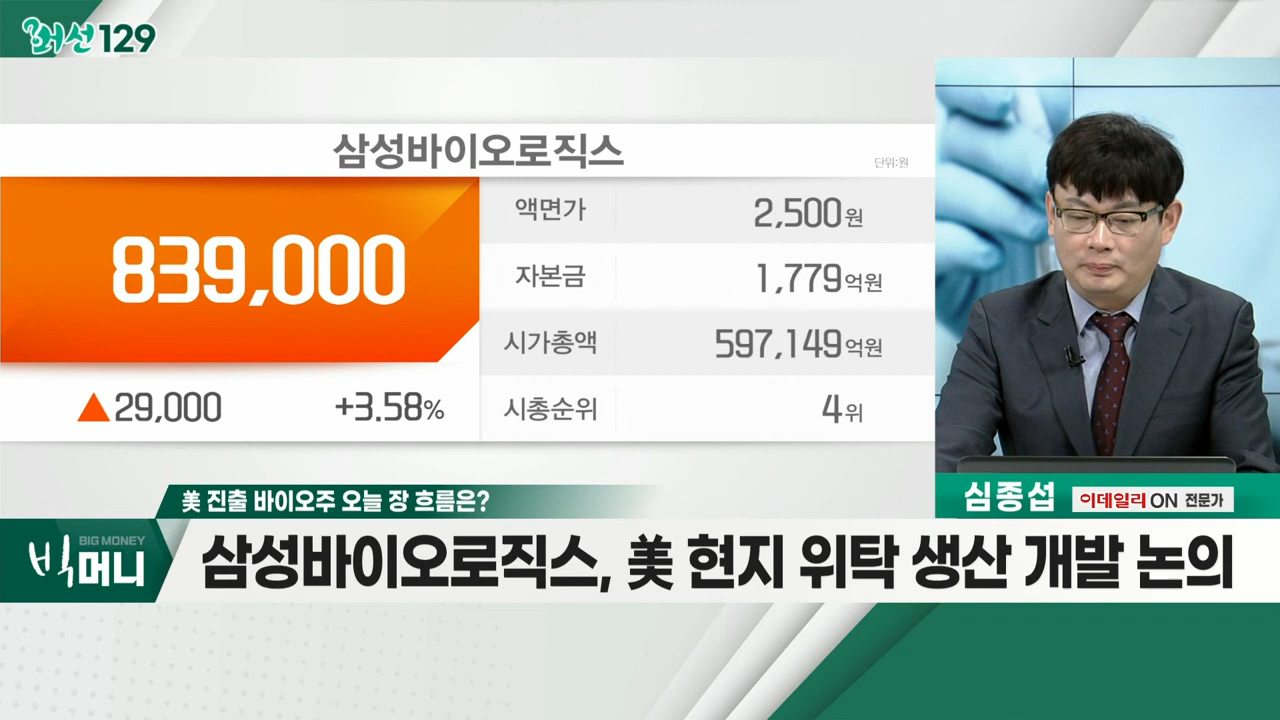 머선129
삼성바이오로직스
단위:원
839,000
▲29,000 +3.58%
액면가 2,500원
자본금 1,779억원
시가총액 597,149억원
시총순위 4위
심종섭 이데일리ON 전문가
美 진출 바이오주 오늘 장 흐름은?
BIG MONEY
빅머니
삼성바이오로직스, 美 현지 위탁 생산 개발 논의